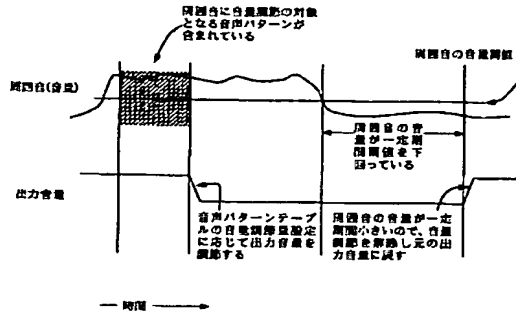 周囲音に音量調節の対象
となる音声パターンが
含まれている
周囲音の音量閾値
周囲音(音量)
周囲音の音
量が一定期
間閾値を下
回っている
出力音量
音声パターンテーブ
ルの音量調節量設定
に応じて出力音量を
調節する
周囲音の音量が一定
期間小さいので、音量
調節を解除し元の出
力音量に戻す
時間